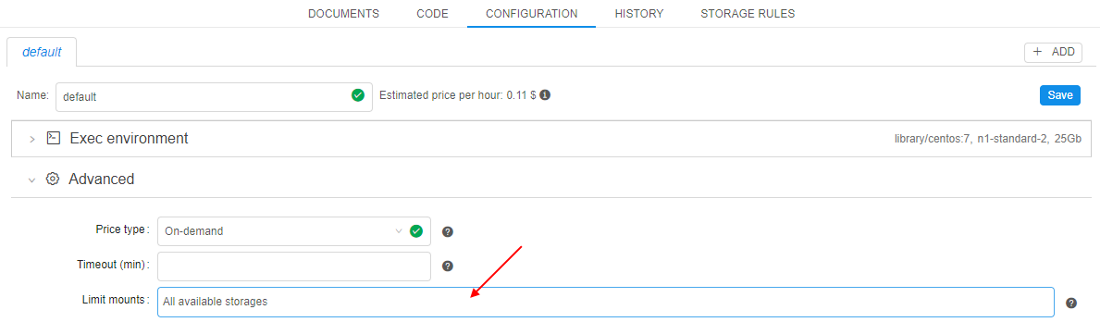 DOCUMENTS CODE CONFIGURATION HISTORY STORAGE RULES
default + ADD
Name: default Estimated price per hour: 0.11 $ Save
Exec environment library/centos:7, n1-standard-2, 25Gb
Advanced
Price type: On-demand
Timeout (min):
Limit mounts: All available storages